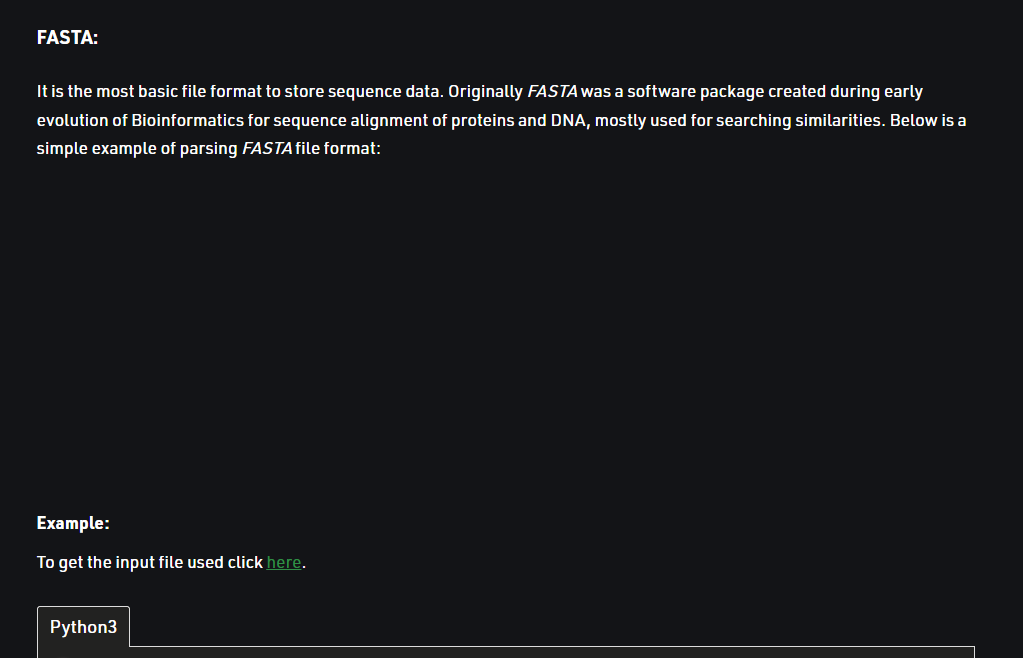 FASTA:
It is the most basic file format to store sequence data. Originally FASTA was a software package created during early
evolution of Bioinformatics for sequence alignment of proteins and DNA, mostly used for searching similarities. Below is a
simple example of parsing FASTA file format:
Example:
To get the input file used click here.
Python3